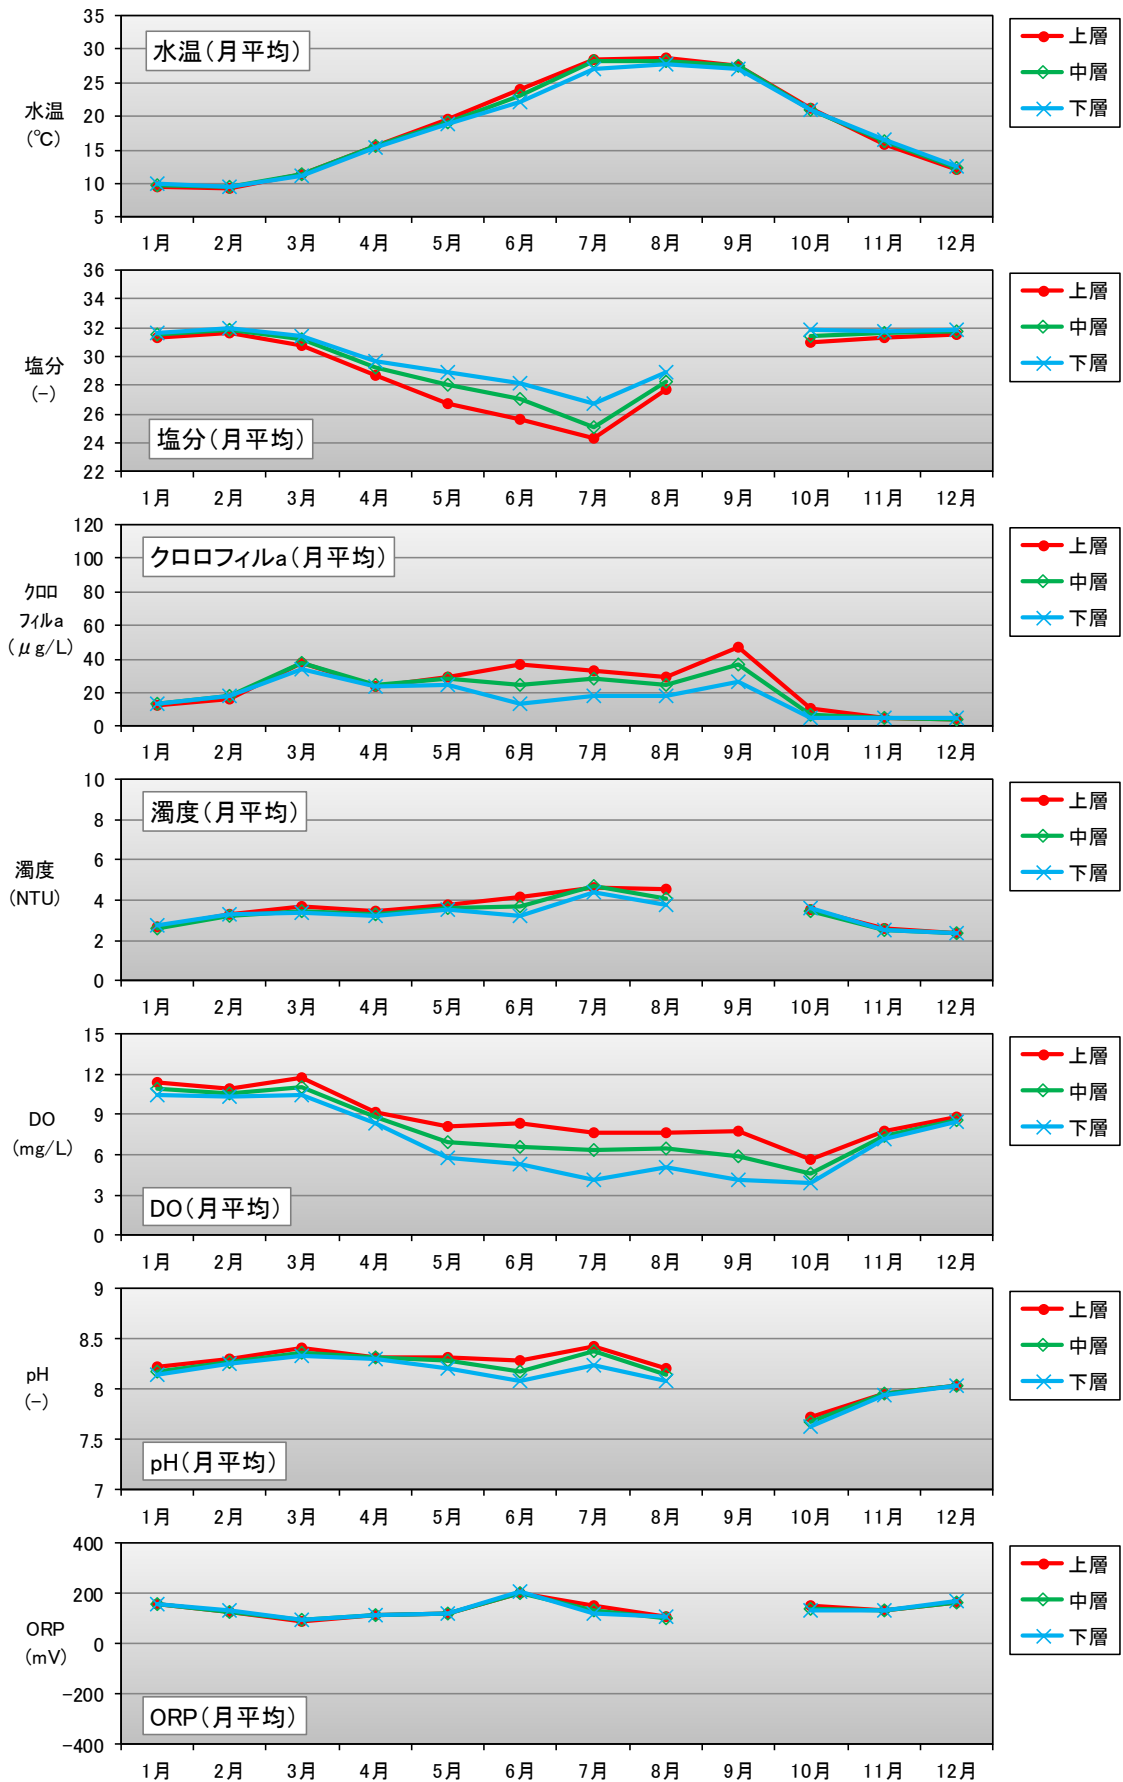 35
30
25
20
15
10
5
水温(月平均)
水温
(℃)
1月 2月 3月 4月 5月 6月 7月 8月 9月 10月 11月 12月
上層
中層
下層
36
34
32
30
28
26
24
22
塩分
(-)
塩分(月平均)
1月 2月 3月 4月 5月 6月 7月 8月 9月 10月 11月 12月
上層
中層
下層
120
100
80
60
40
20
0
クロロフィルa(月平均)
クロロ
フィルa
(μg/L)
1月 2月 3月 4月 5月 6月 7月 8月 9月 10月 11月 12月
上層
中層
下層
10
8
6
4
2
0
濁度(月平均)
濁度
(NTU)
1月 2月 3月 4月 5月 6月 7月 8月 9月 10月 11月 12月
上層
中層
下層
15
12
9
6
3
0
DO
(mg/L)
DO(月平均)
1月 2月 3月 4月 5月 6月 7月 8月 9月 10月 11月 12月
上層
中層
下層
9
8.5
8
7.5
7
pH
(-)
pH(月平均)
1月 2月 3月 4月 5月 6月 7月 8月 9月 10月 11月 12月
上層
中層
下層
400
200
0
-200
-400
ORP
(mV)
ORP(月平均)
1月 2月 3月 4月 5月 6月 7月 8月 9月 10月 11月 12月
上層
中層
下層